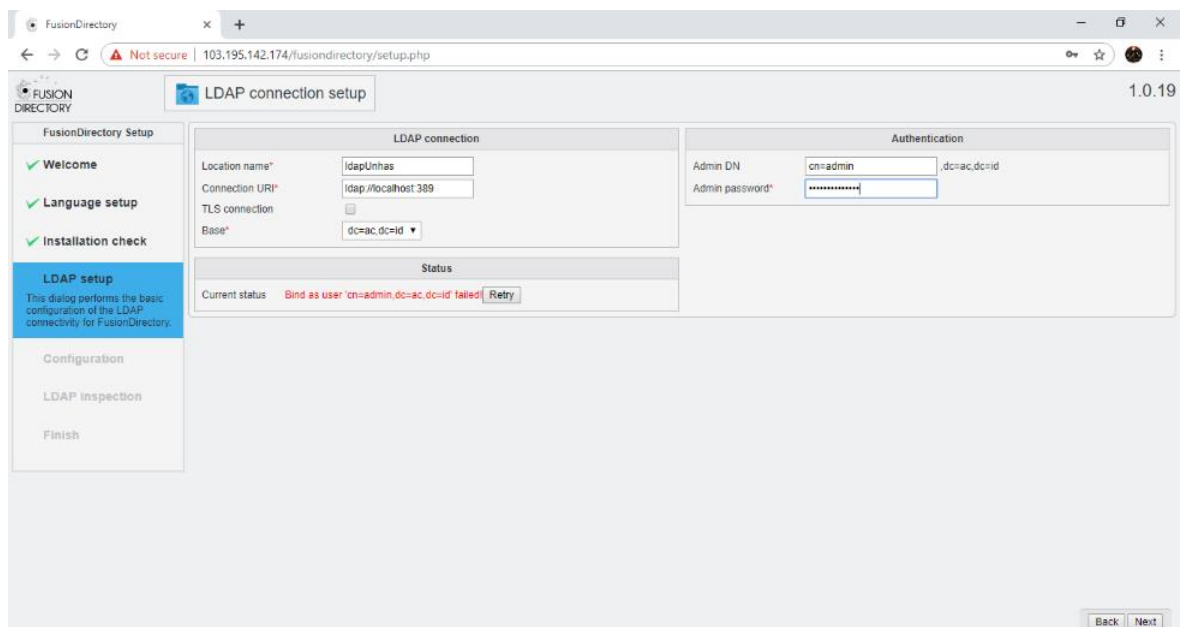 FusionDirectory
Not secure | 103.195.142.174/fusiondirectory/setup.php
FUSION
DIRECTORY
LDAP connection setup
1.0.19
FusionDirectory Setup
Welcome
Language setup
Installation check
LDAP setup
This dialog performs the basic
configuration of the LDAP
connectivity for FusionDirectory.
Configuration
LDAP inspection
Finish
LDAP connection
Location name* ldapUnhas
Connection URI* ldap://localhost:389
TLS connection
Base* dc=ac,dc=id
Status
Current status Bind as user 'cn=admin,dc=ac,dc=id' failed! Retry
Authentication
Admin DN cn=admin ,dc=ac,dc=id
Admin password* ••••••••••••••
Back Next